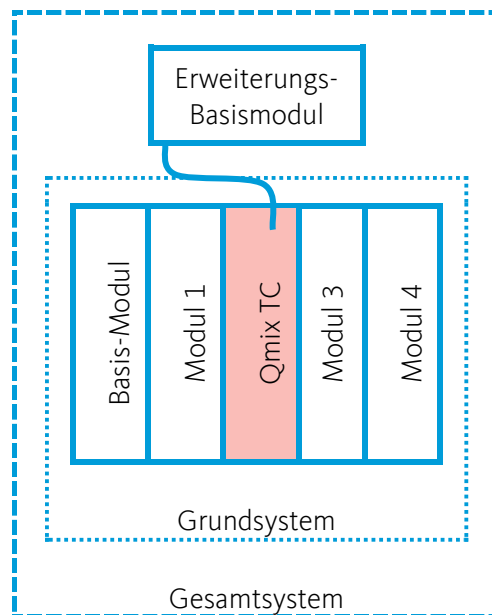 Erweiterungs-
Basismodul
Basis-Modul
Modul 1
Qmix TC
Modul 3
Modul 4
Grundsystem
Gesamtsystem